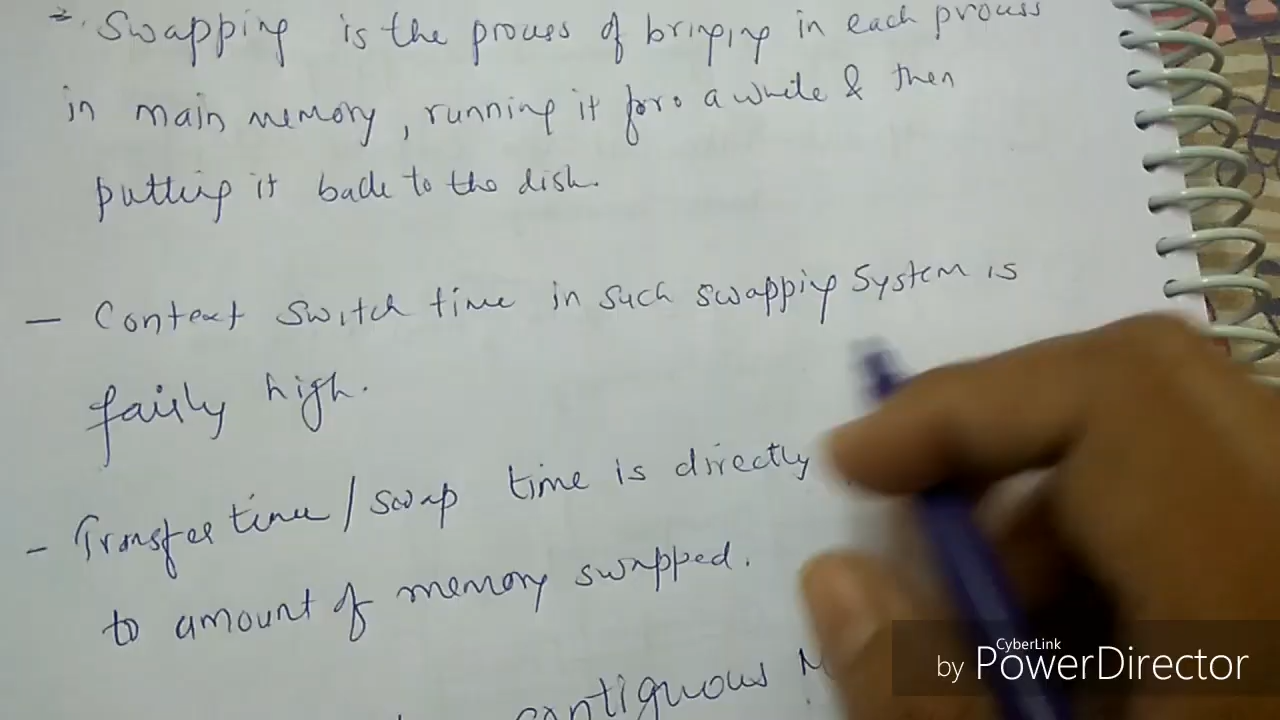 Swapping is the process of bringing in each process
in main memory, running it for a while & then
putting it back to the disk.
— Context switch time in such swapping system is
fairly high.
- Transfer time / swap time is directly
to amount of memory swapped.
contiguous
CyberLink
by PowerDirector